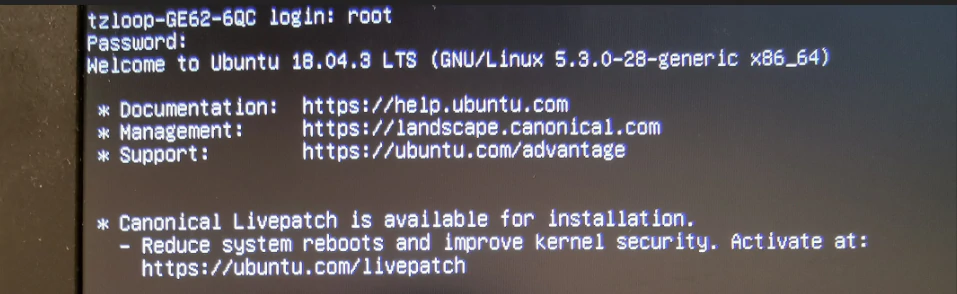 tzloop-GE62-6QC login: root
Password:
Welcome to Ubuntu 18.04.3 LTS (GNU/Linux 5.3.0-28-generic x86_64)
* Documentation: https://help.ubuntu.com
* Management: https://landscape.canonical.com
* Support: https://ubuntu.com/advantage
* Canonical Livepatch is available for installation.
- Reduce system reboots and improve kernel security. Activate at:
https://ubuntu.com/livepatch